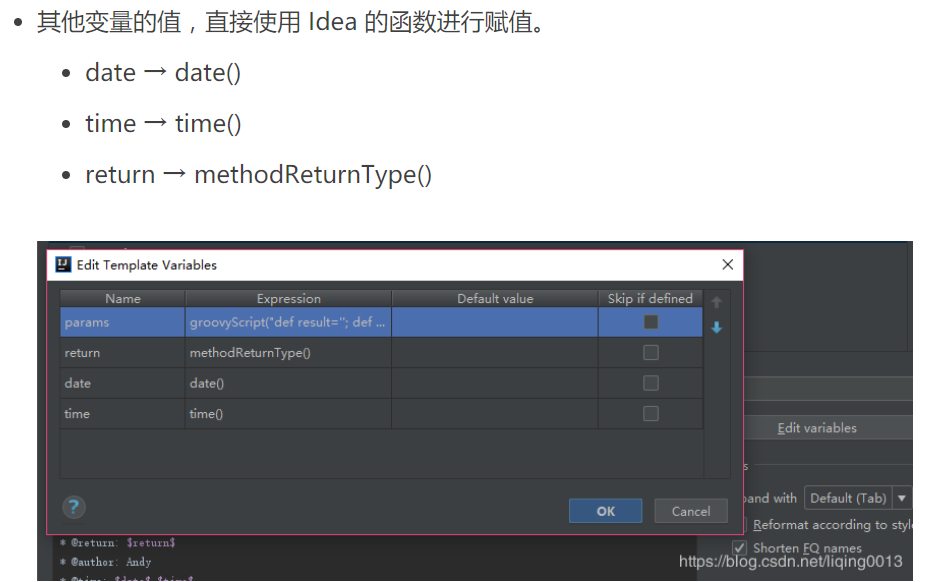 其他变量的值，直接使用 Idea 的函数进行赋值。
date → date()
time → time()
return → methodReturnType()
Edit Template Variables
Name Expression Default value Skip if defined
params groovyScript("def result=''; def ...
return methodReturnType()
date date()
time time()
Edit variables
and with Default (Tab)
OK Cancel
Reformat according to style
Shorten FQ names
* @return: $return$
* @author: Andy
* @time: $date$ $time$
https://blog.csdn.net/liqing0013